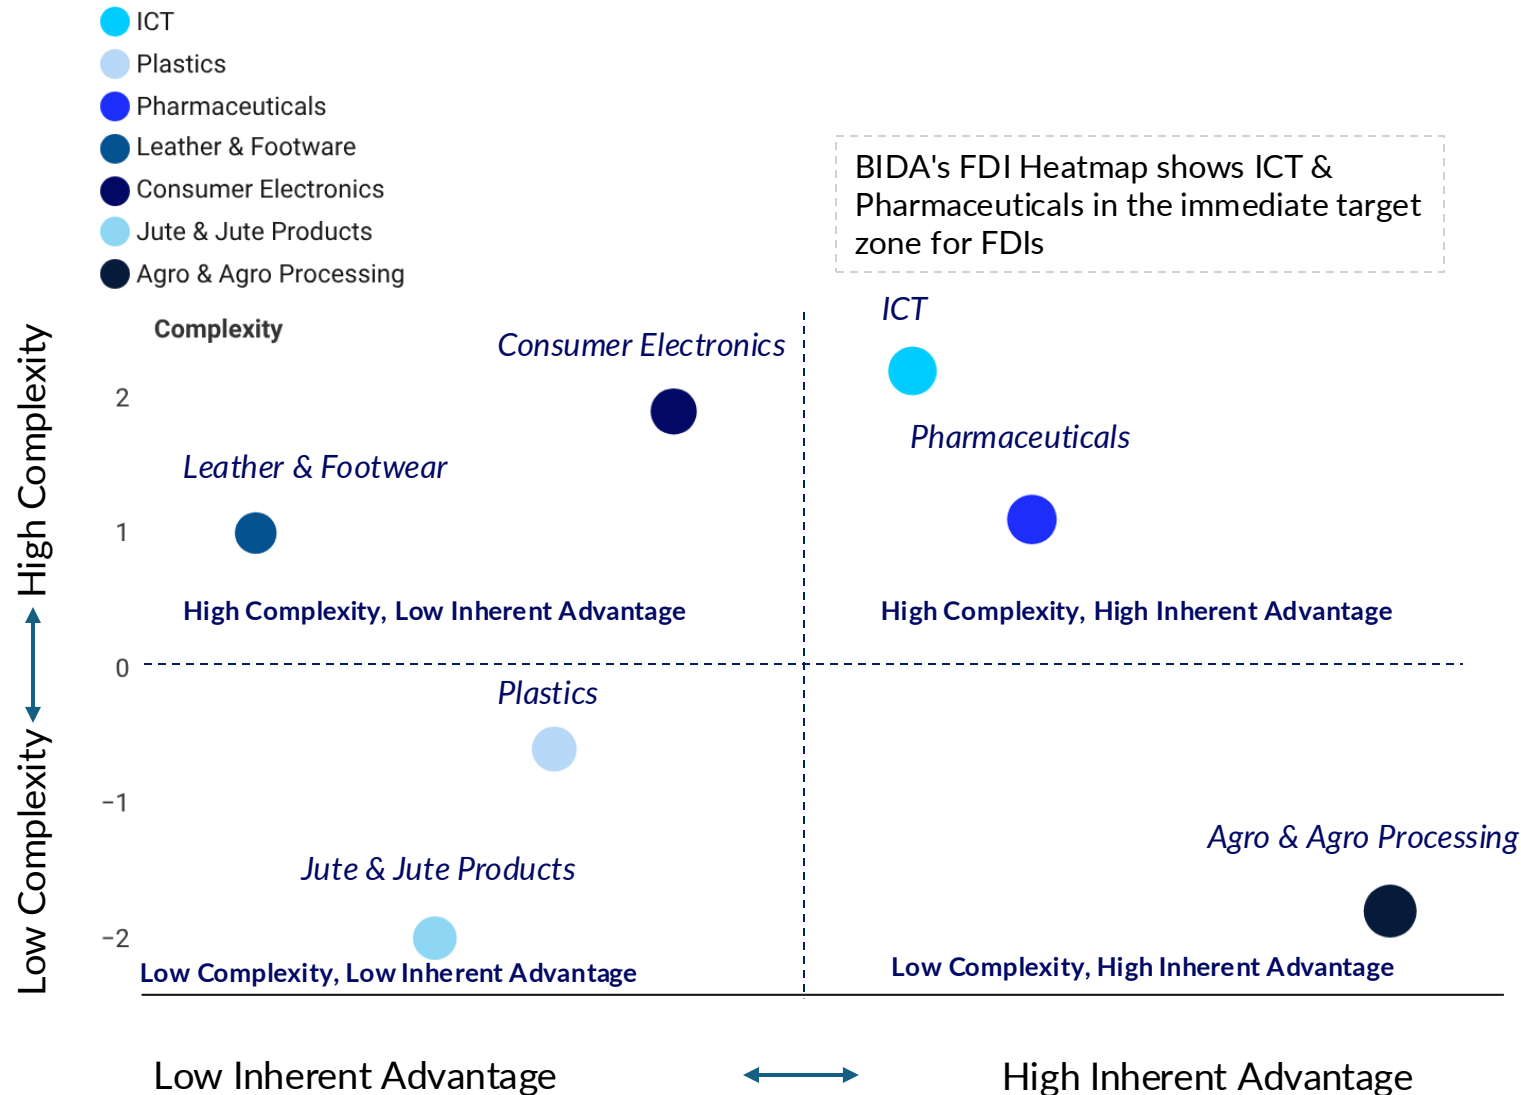 ICT
Plastics
Pharmaceuticals
Leather & Footware
Consumer Electronics
Jute & Jute Products
Agro & Agro Processing
BIDA's FDI Heatmap shows ICT &
Pharmaceuticals in the immediate target
zone for FDIs
High Complexity
Low Complexity
Complexity
2
1
0
−1
−2
Consumer Electronics
ICT
Leather & Footwear
Pharmaceuticals
High Complexity, Low Inherent Advantage
High Complexity, High Inherent Advantage
Plastics
Jute & Jute Products
Agro & Agro Processing
Low Complexity, Low Inherent Advantage
Low Complexity, High Inherent Advantage
Low Inherent Advantage
High Inherent Advantage